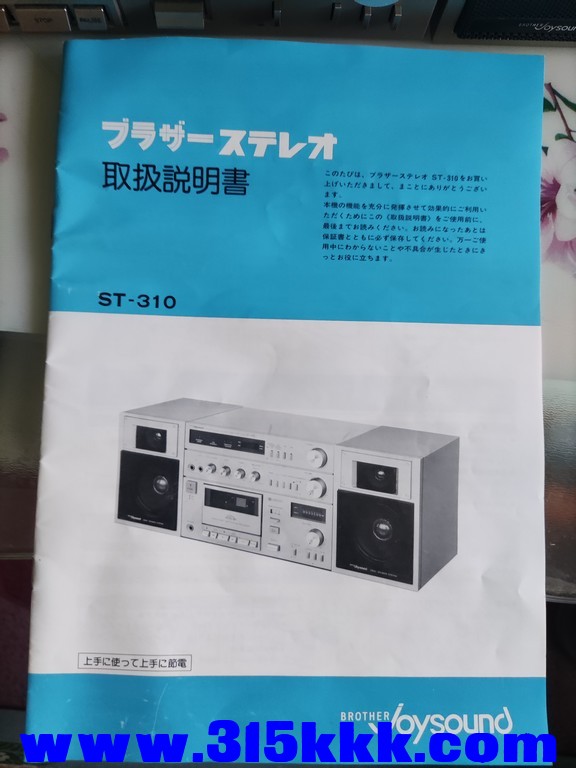 STOP
PAUSE
Joysound
ブラザーステレオ
取扱説明書
このたびは、ブラザーステレオ ST-310をお買い
上げいただきまして、まことにありがとうござい
ます。
本機の機能を充分に発揮させて効果的にご利用い
ただくためにこの《取扱説明書》をご使用前に、
最後までお読みください。お読みになったあとは
保証書とともに必ず保存してください。万一ご使
用中にわからないことや不具合が生じたときにき
っとお役に立ちます。
ST-310
上手に使って上手に節電
BROTHER Joysound
www.315kkk.com